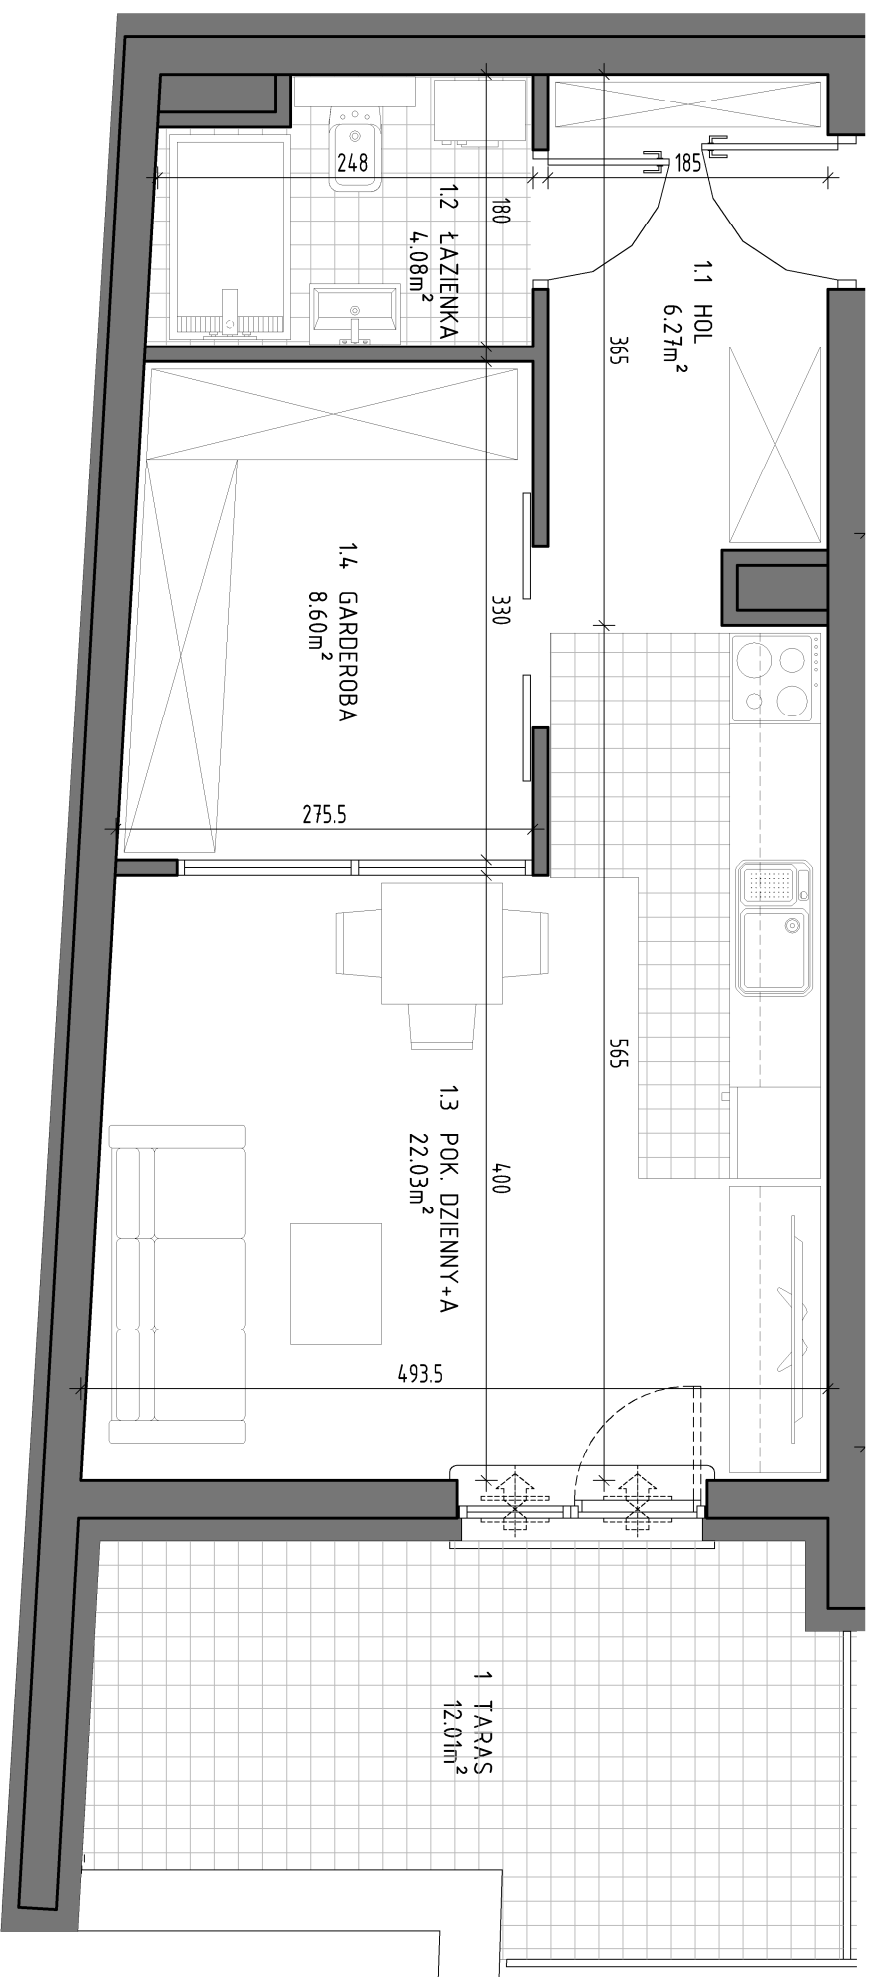 248
185
180
1.2 ŁAZIENKA
4.08m²
1.1 HOL
6.27m²
365
1.4 GARDEROBA
8.60m²
330
275.5
565
1.3 POK. DZIENNY+A
22.03m²
400
493.5
1 TARAS
12.01m²